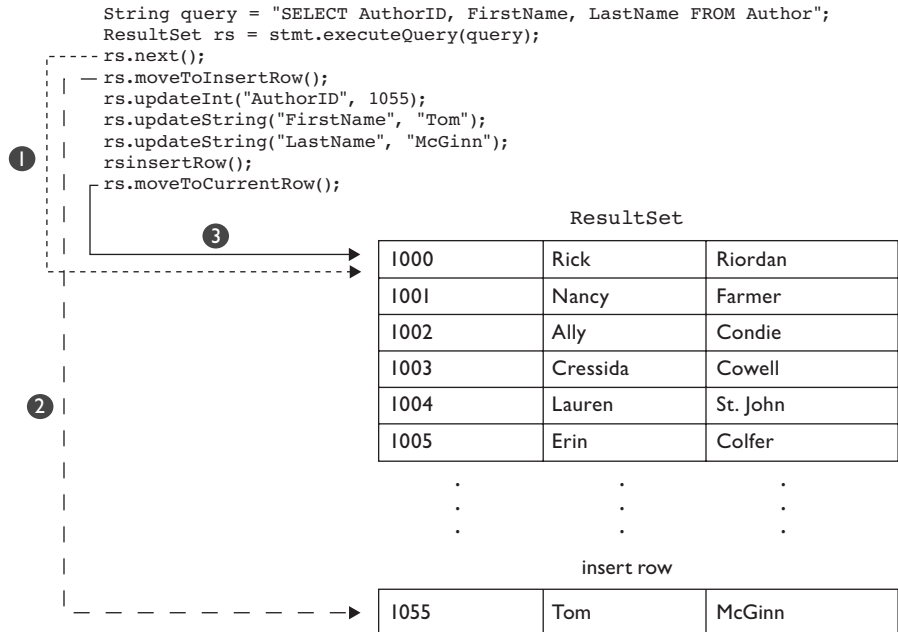 String query = "SELECT AuthorID, FirstName, LastName FROM Author";
ResultSet rs = stmt.executeQuery(query);
rs.next();
rs.moveToInsertRow();
rs.updateInt("AuthorID", 1055);
rs.updateString("FirstName", "Tom");
rs.updateString("LastName", "McGinn");
rsinsertRow();
rs.moveToCurrentRow();
1
3
2
ResultSet
1000 Rick Riordan
1001 Nancy Farmer
1002 Ally Condie
1003 Cressida Cowell
1004 Lauren St. John
1005 Erin Colfer
. . .
. . .
. . .
insert row
1055 Tom McGinn